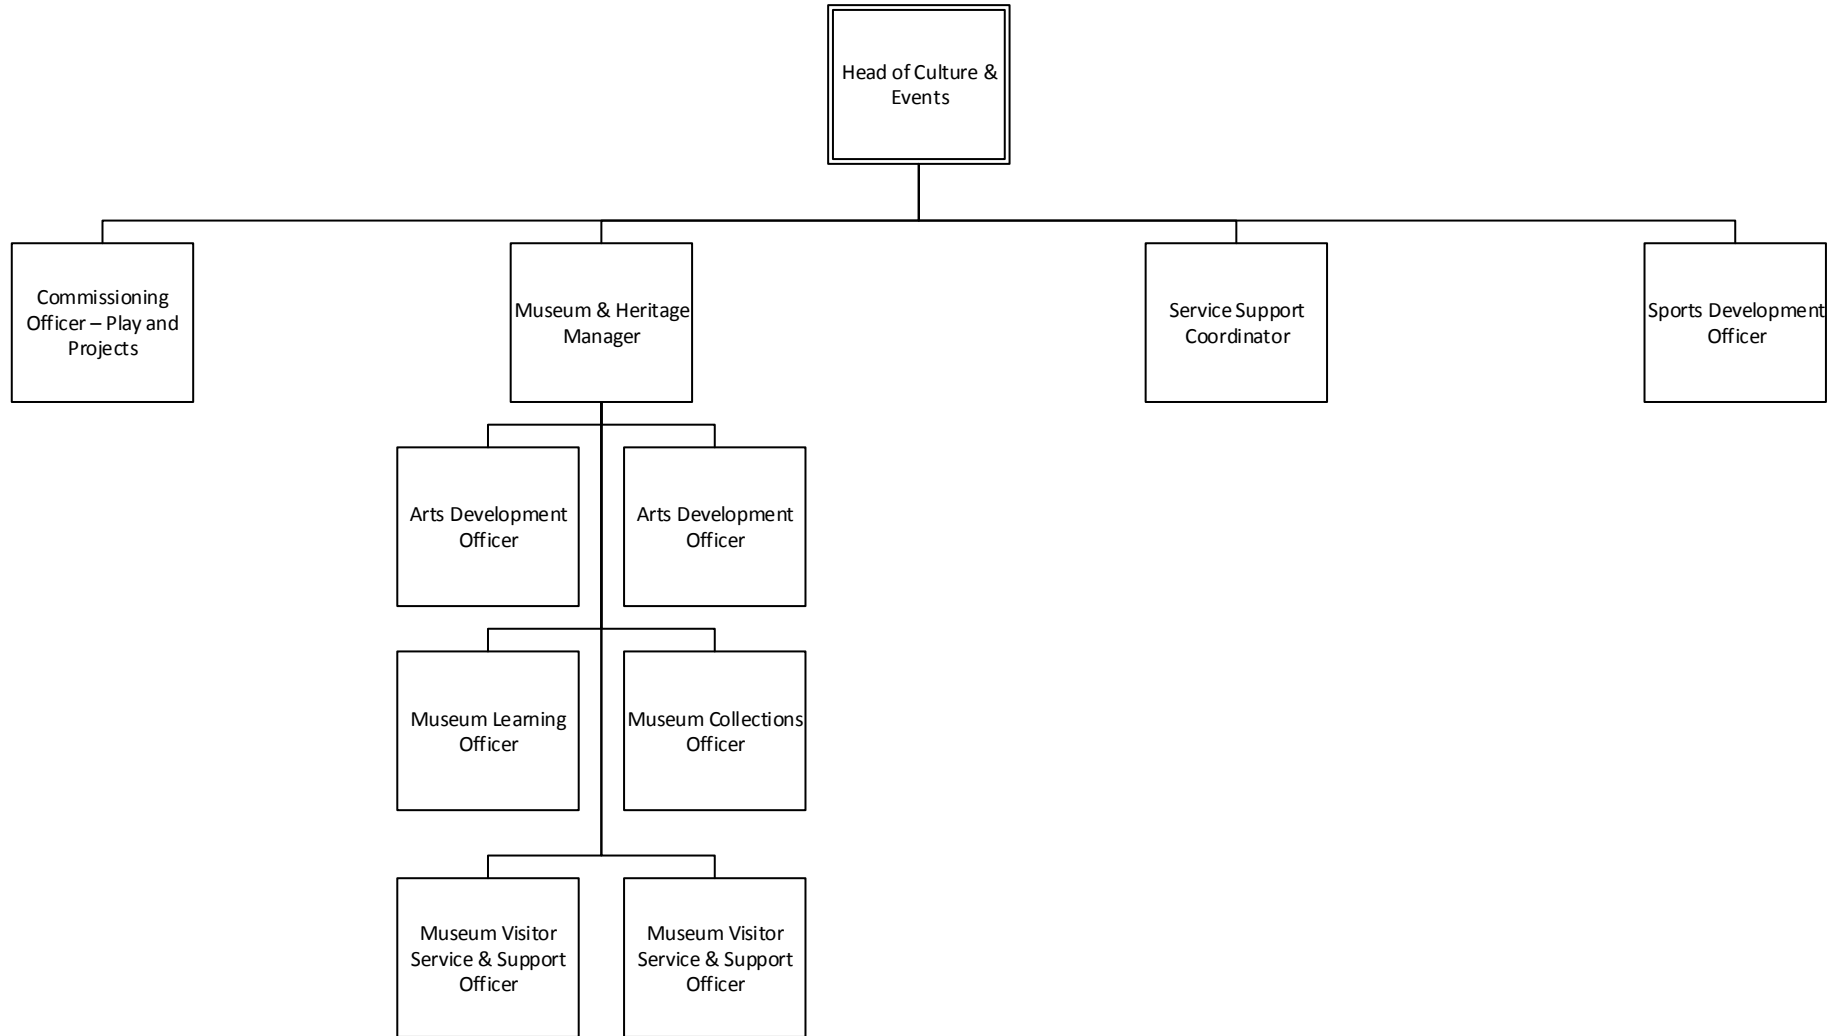 Head of Culture &
Events
Commissioning
Officer – Play and
Projects
Museum & Heritage
Manager
Service Support
Coordinator
Sports Development
Officer
Arts Development
Officer
Arts Development
Officer
Museum Learning
Officer
Museum Collections
Officer
Museum Visitor
Service & Support
Officer
Museum Visitor
Service & Support
Officer